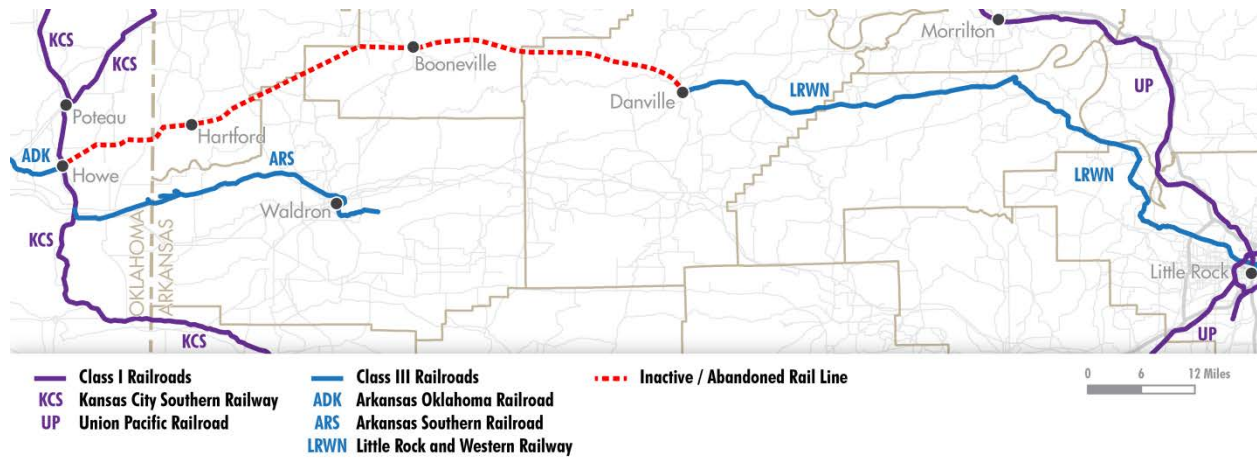 KCS
KCS
Poteau
Booneville
Morrilton
UP
Danville
LRWN
Hartford
ADK
Howe
ARS
LRWN
Waldron
KCS
OKLAHOMA
ARKANSAS
Little Rock
KCS
UP
Class I Railroads
KCS Kansas City Southern Railway
UP Union Pacific Railroad
Class III Railroads
ADK Arkansas Oklahoma Railroad
ARS Arkansas Southern Railroad
LRWN Little Rock and Western Railway
Inactive / Abandoned Rail Line
0 6 12 Miles